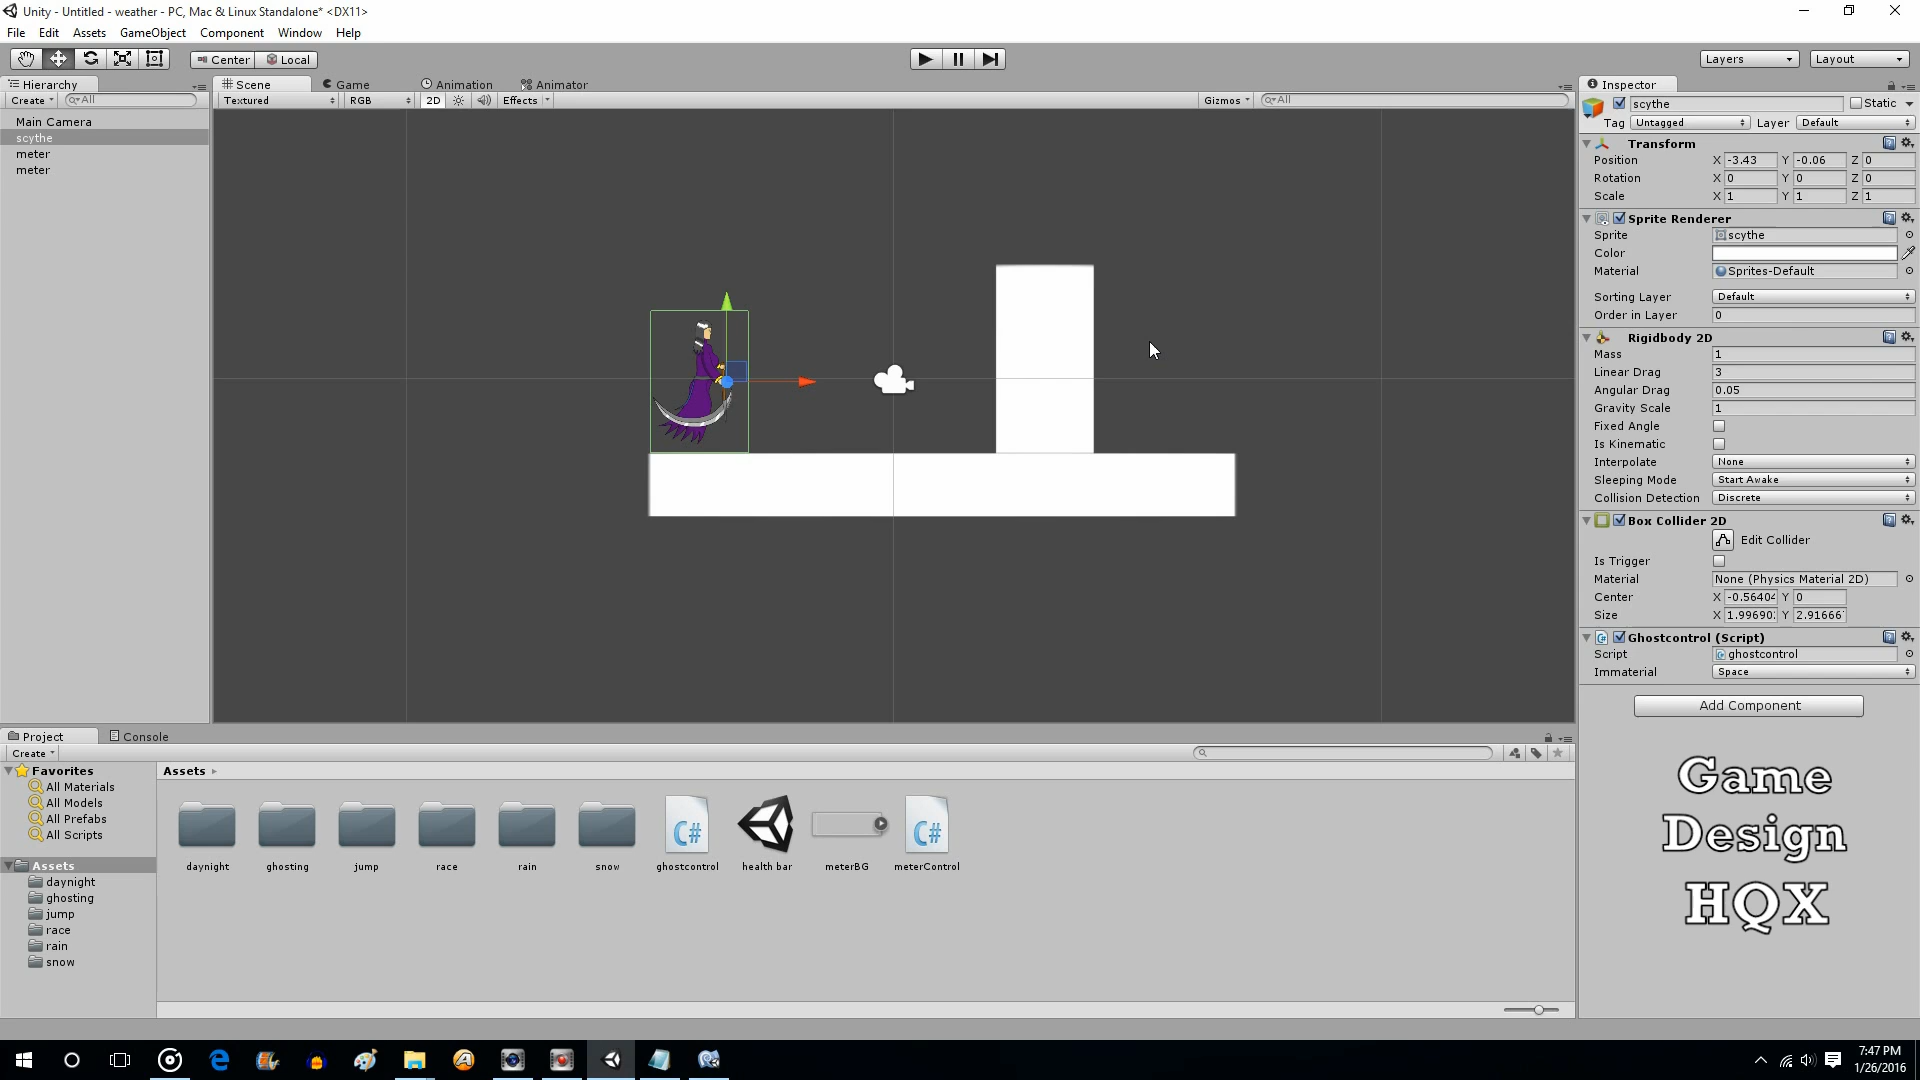 Unity - Untitled - weather - PC, Mac & Linux Standalone* <DX11>
File Edit Assets GameObject Component Window Help
Center Local Layers Layout
Hierarchy
Create All
Main Camera
scythe
meter
meter
Scene Game Animation Animator
Textured RGB 2D Effects Gizmos All
Inspector
scythe Static
Tag Untagged Layer Default
Transform
Position X -3.43 Y -0.06 Z 0
Rotation X 0 Y 0 Z 0
Scale X 1 Y 1 Z 1
Sprite Renderer
Sprite scythe
Color
Material Sprites-Default
Sorting Layer Default
Order in Layer 0
Rigidbody 2D
Mass 1
Linear Drag 3
Angular Drag 0.05
Gravity Scale 1
Fixed Angle
Is Kinematic
Interpolate None
Sleeping Mode Start Awake
Collision Detection Discrete
Box Collider 2D
Edit Collider
Is Trigger
Material None (Physics Material 2D)
Center X -0.5640 Y 0
Size X 1.99690 Y 2.91666
Ghostcontrol (Script)
Script ghostcontrol
Immaterial Space
Add Component
Game
Design
HQX
Project Console
Create
Favorites
All Materials
All Models
All Prefabs
All Scripts
Assets
daynight
ghosting
jump
race
rain
snow
Assets
daynight ghosting jump race rain snow ghostcontrol health bar meterBG meterControl
C# C#
7:47 PM
1/26/2016